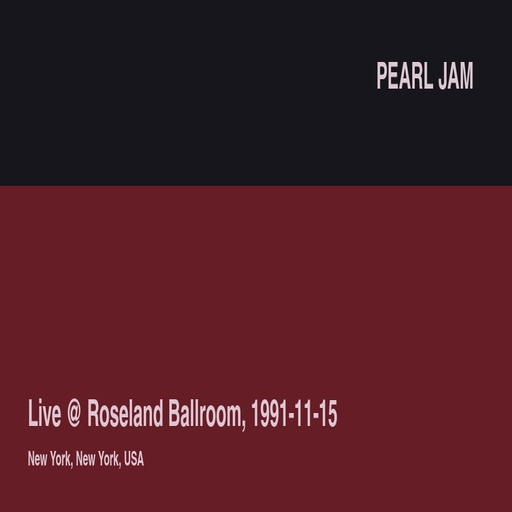 PEARL JAM
Live @ Roseland Ballroom, 1991-11-15
New York, New York, USA